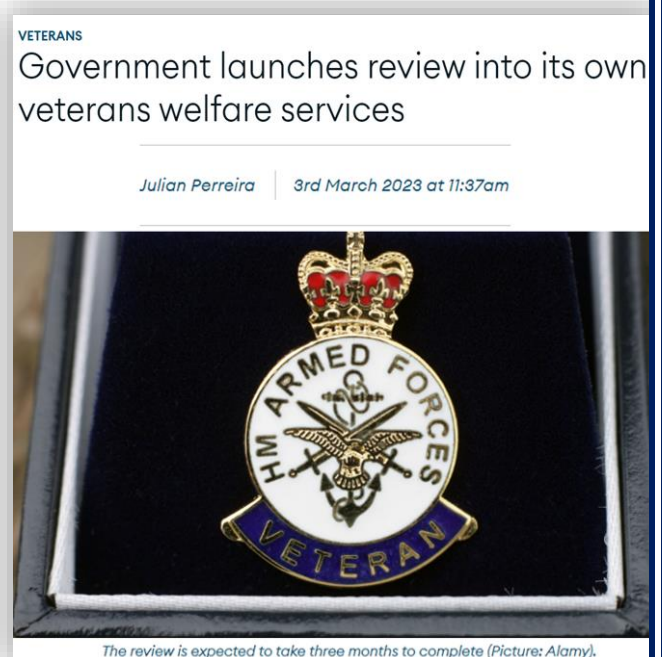 VETERANS
Government launches review into its own
veterans welfare services
Julian Perreira 3rd March 2023 at 11:37am
HM ARMED FORCES
VETERAN
The review is expected to take three months to complete (Picture: Alamy).